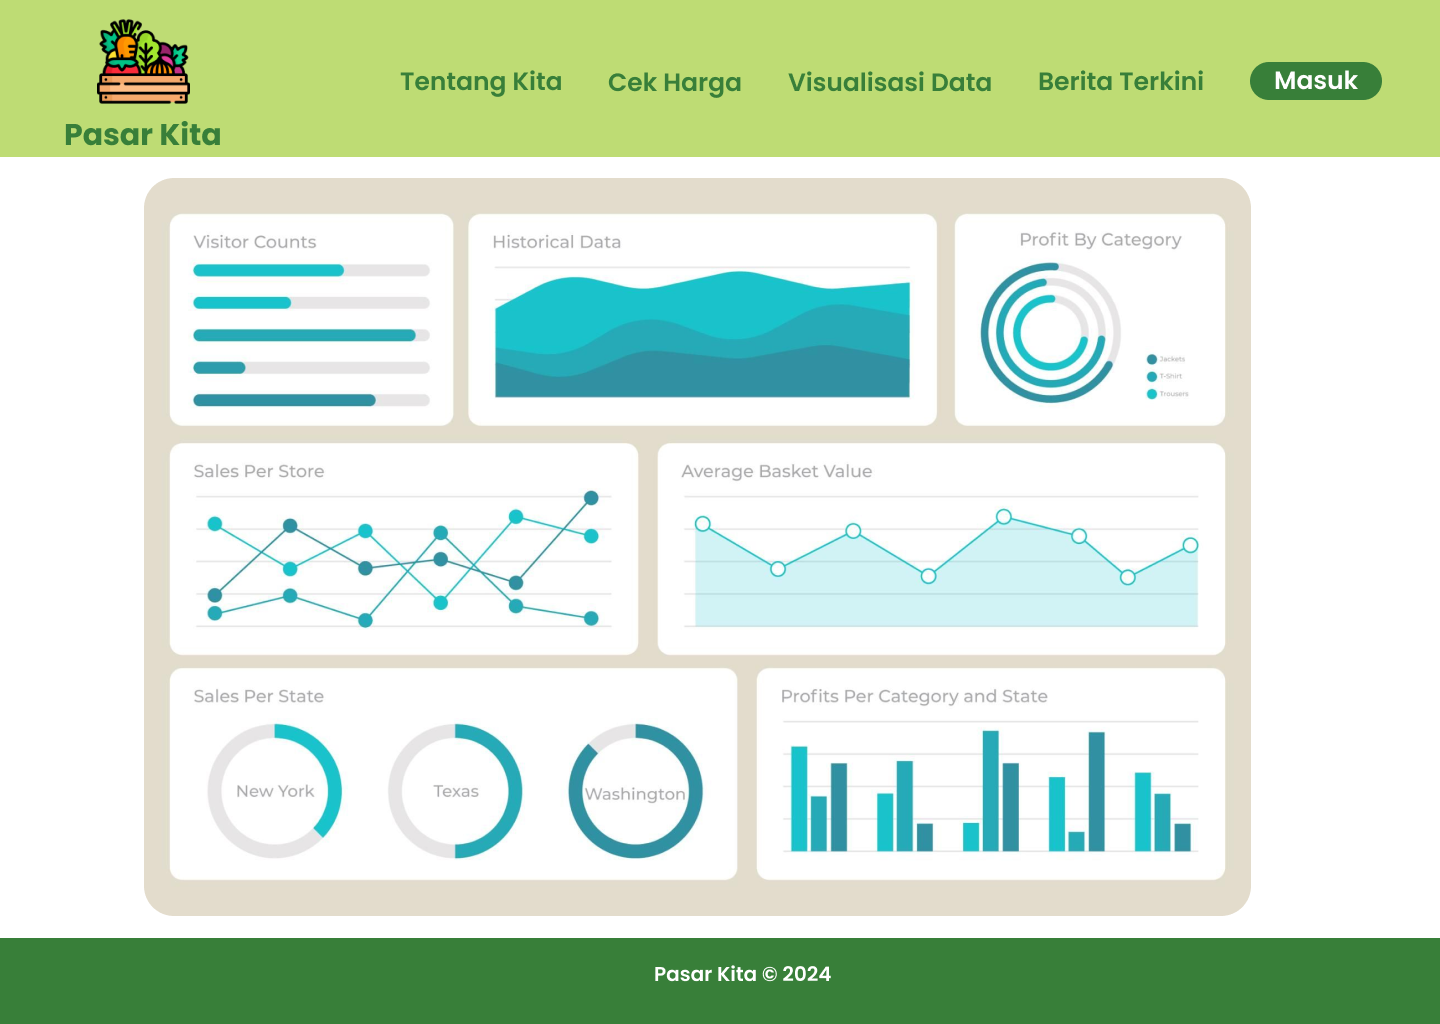 Pasar Kita
Tentang Kita
Cek Harga
Visualisasi Data
Berita Terkini
Masuk
Visitor Counts
Historical Data
Profit By Category
Jackets
T-Shirt
Trousers
Sales Per Store
Average Basket Value
Sales Per State
New York
Texas
Washington
Profits Per Category and State
Pasar Kita © 2024